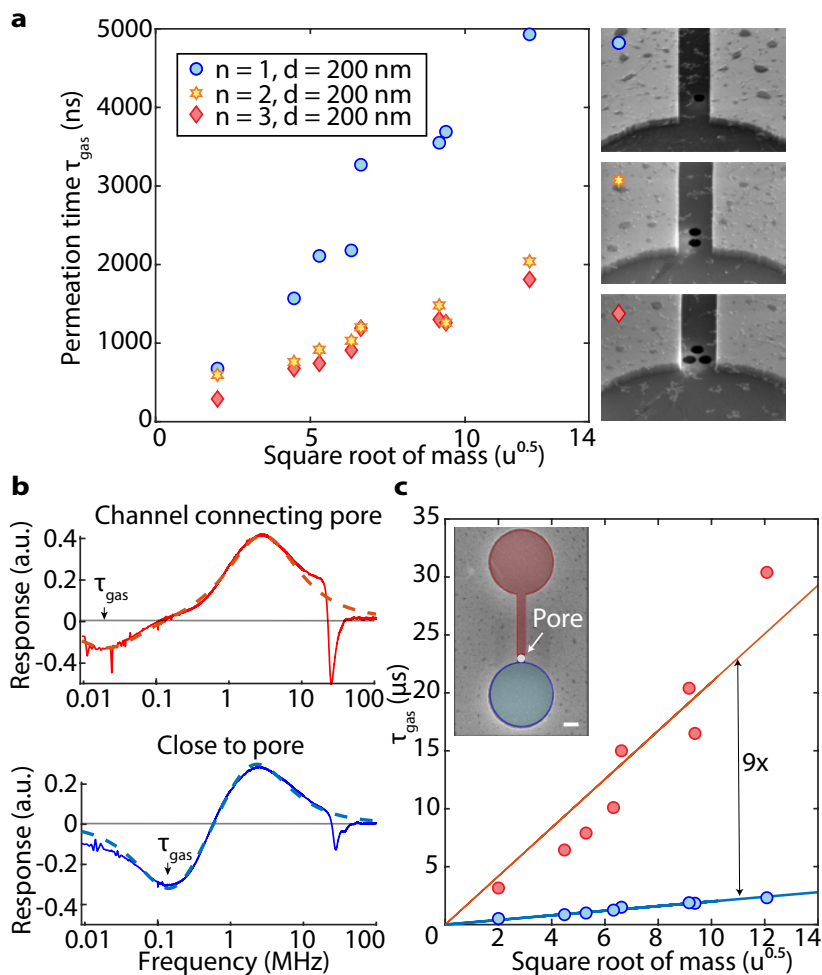 a
5000
4000
3000
2000
1000
0
Permeation time τgas (ns)
n = 1, d = 200 nm
n = 2, d = 200 nm
n = 3, d = 200 nm
0 5 10 14
Square root of mass (u^0.5)
b
Channel connecting pore
Response (a.u.)
0.4
0.2
0
-0.4
τgas
0.01 0.1 1 10 100
Close to pore
Response (a.u.)
0.2
0
-0.2
-0.4
τgas
0.01 0.1 1 10 100
Frequency (MHz)
c
35
30
25
20
15
10
5
0
τgas (μs)
Pore
9x
2 4 6 8 10 12 14
Square root of mass (u^0.5)